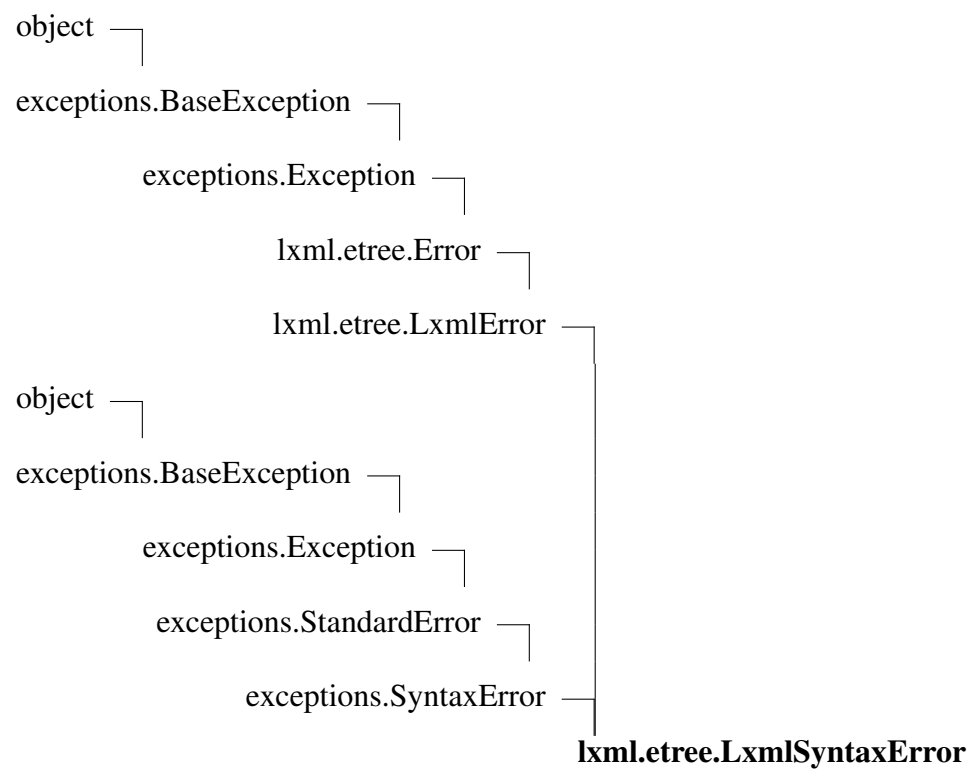 object
exceptions.BaseException
exceptions.Exception
lxml.etree.Error
lxml.etree.LxmlError
object
exceptions.BaseException
exceptions.Exception
exceptions.StandardError
exceptions.SyntaxError
lxml.etree.LxmlSyntaxError